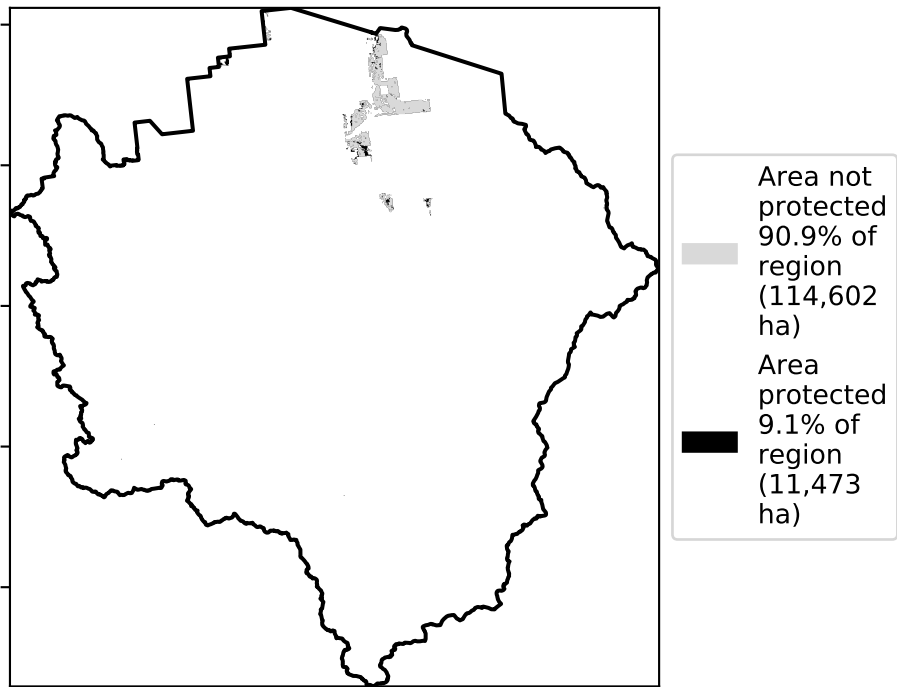 Area not
protected
90.9% of
region
(114,602
ha)
Area
protected
9.1% of
region
(11,473
ha)